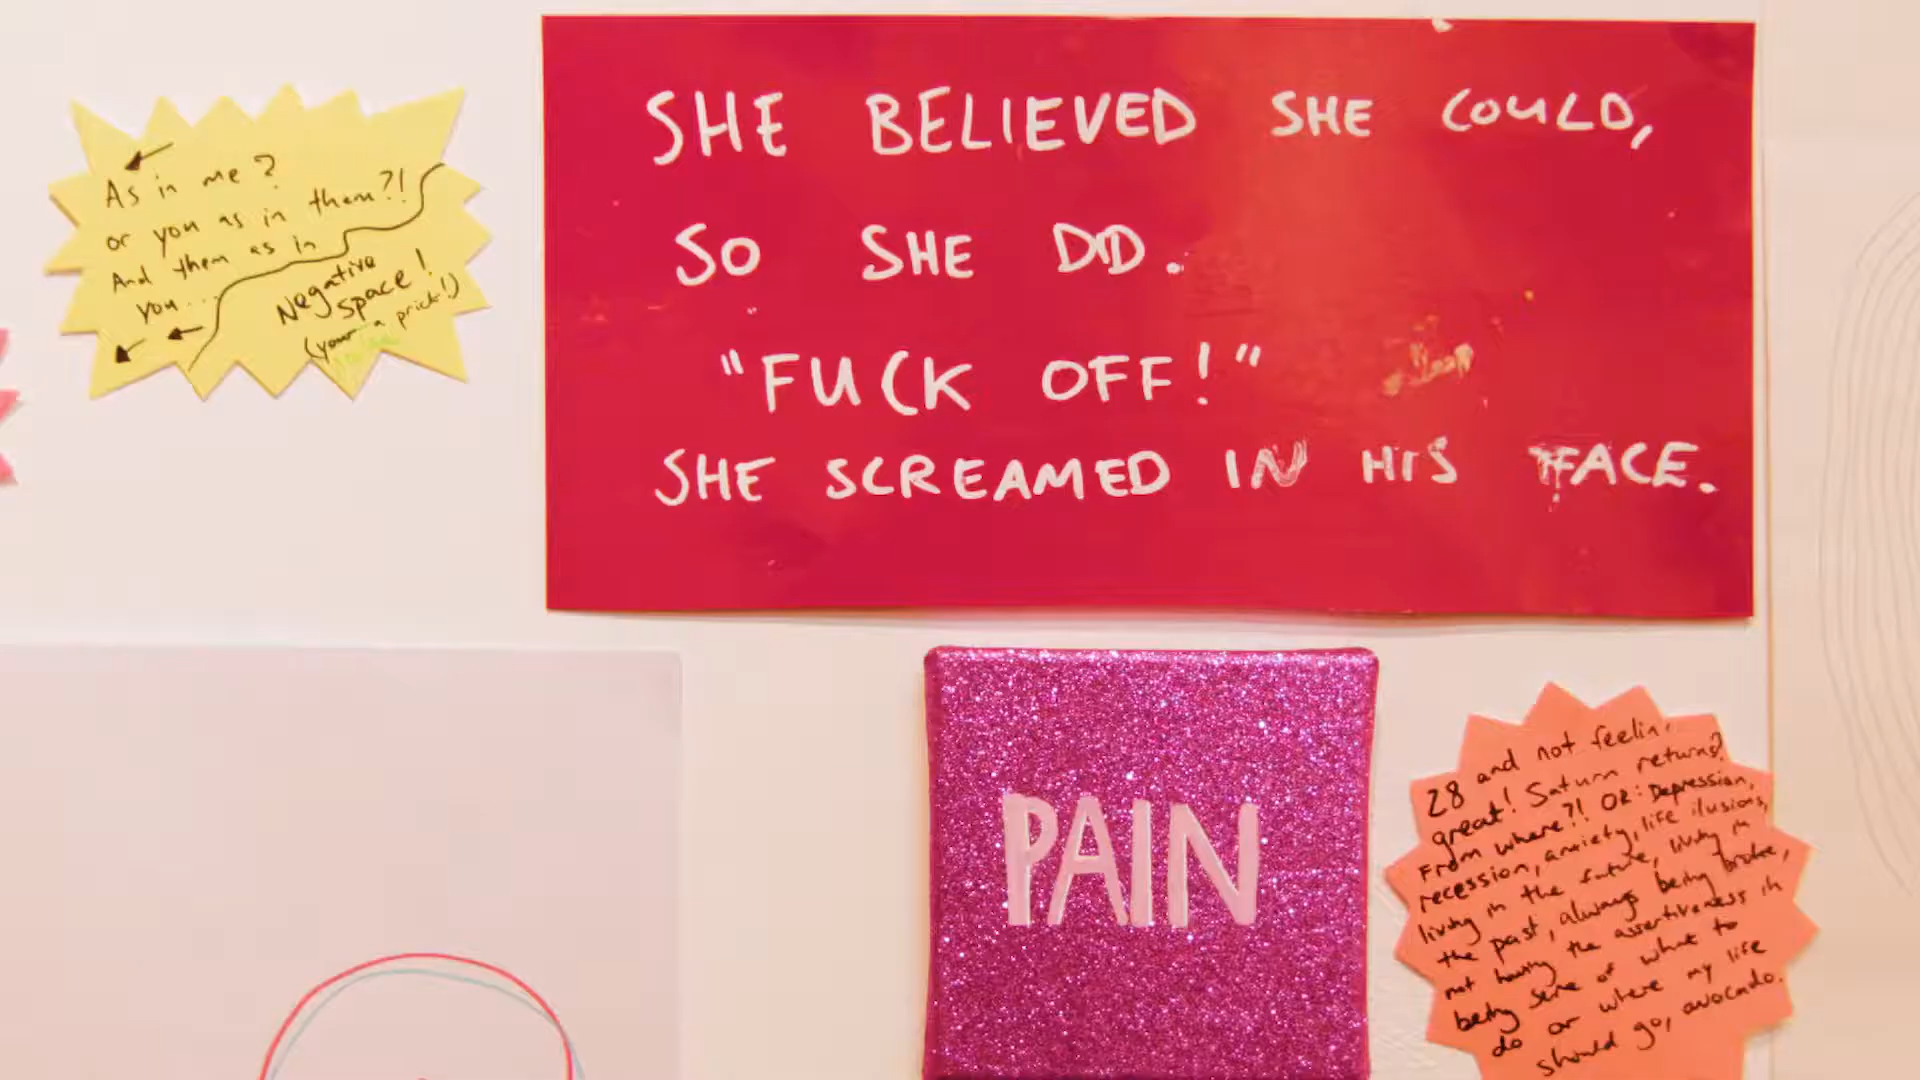 As in me?
or you as in them?!
And them as in
you...
Negative
space!
(your a prick!)
SHE BELIEVED SHE COULD,
SO SHE DID.
"FUCK OFF!"
SHE SCREAMED IN HIS FACE.
PAIN
28 and not feelin'
great! Saturn returns?
From where?! OR: Depression,
recession, anxiety, life ilusions,
living in the future, living in
the past, always being broke,
not having the assertiveness in
being sure of what to
do or where my life
should go, avocado.